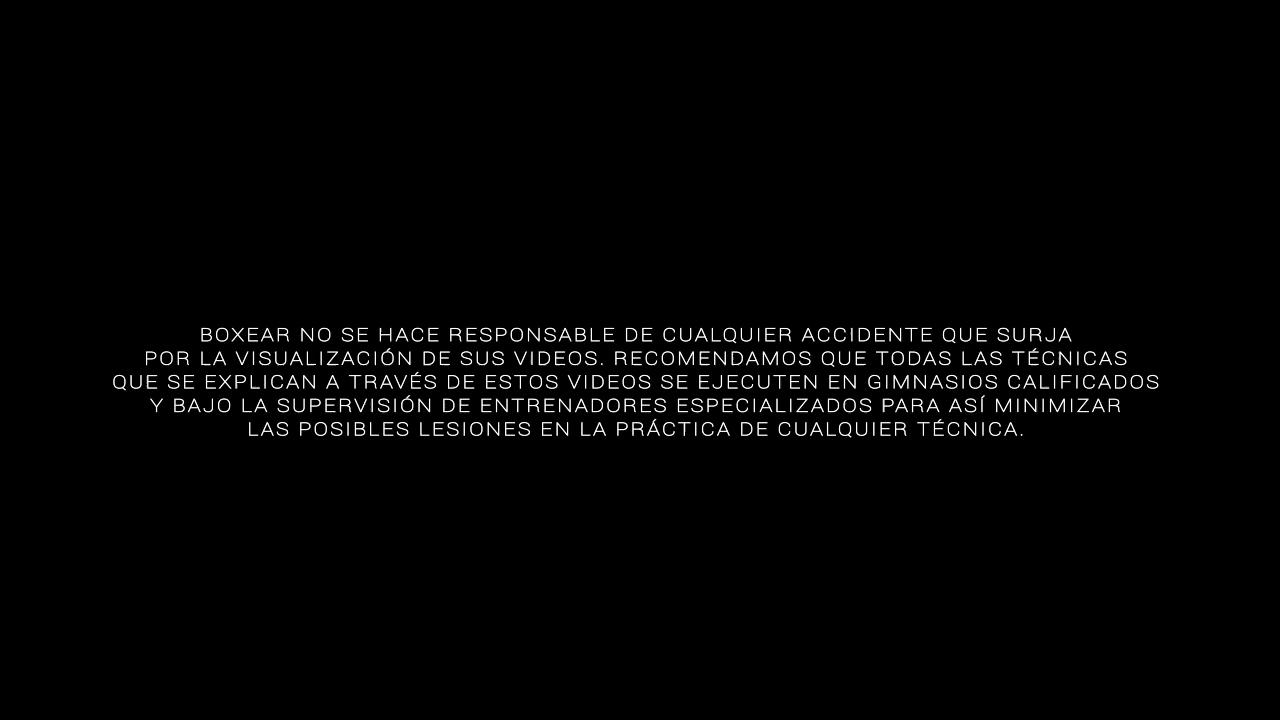 BOXEAR NO SE HACE RESPONSABLE DE CUALQUIER ACCIDENTE QUE SURJA
POR LA VISUALIZACIÓN DE SUS VIDEOS. RECOMENDAMOS QUE TODAS LAS TÉCNICAS
QUE SE EXPLICAN A TRAVÉS DE ESTOS VIDEOS SE EJECUTEN EN GIMNASIOS CALIFICADOS
Y BAJO LA SUPERVISIÓN DE ENTRENADORES ESPECIALIZADOS PARA ASÍ MINIMIZAR
LAS POSIBLES LESIONES EN LA PRÁCTICA DE CUALQUIER TÉCNICA.